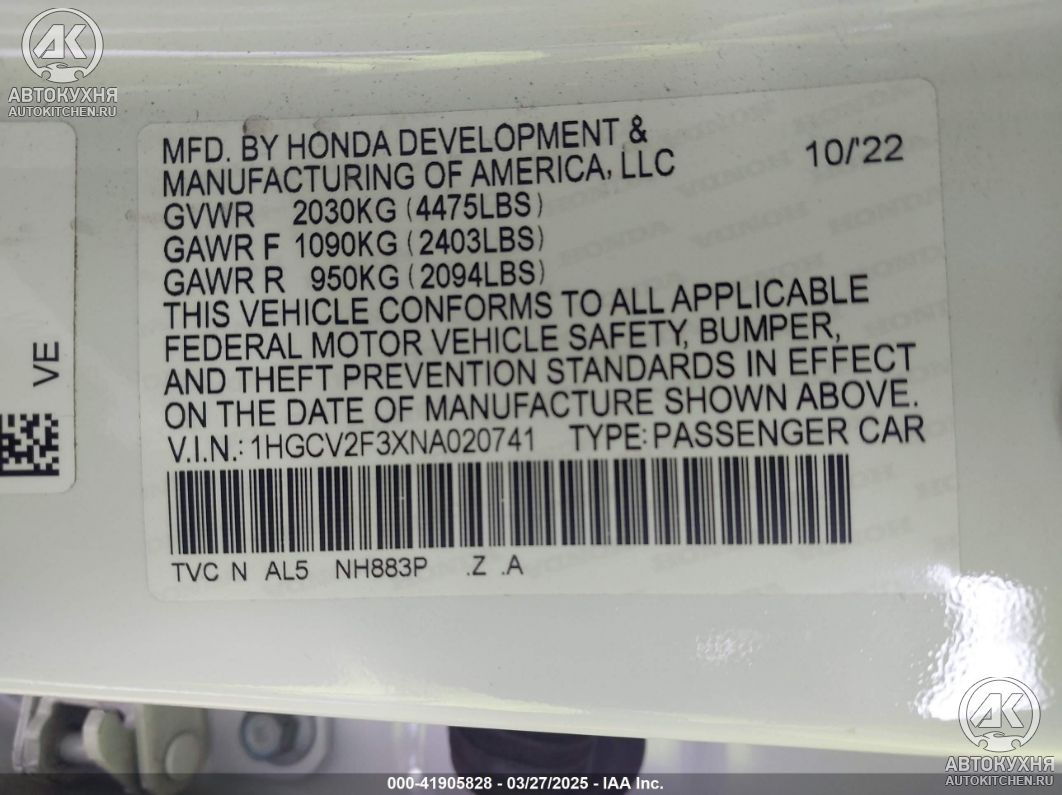 AK
АВТОКУХНЯ
AUTOKITCHEN.RU
VE
MFD. BY HONDA DEVELOPMENT &
MANUFACTURING OF AMERICA, LLC
10/'22
GVWR 2030KG (4475LBS)
GAWR F 1090KG (2403LBS)
GAWR R 950KG (2094LBS)
THIS VEHICLE CONFORMS TO ALL APPLICABLE
FEDERAL MOTOR VEHICLE SAFETY, BUMPER,
AND THEFT PREVENTION STANDARDS IN EFFECT
ON THE DATE OF MANUFACTURE SHOWN ABOVE.
V.I.N.: 1HGCV2F3XNA020741 TYPE: PASSENGER CAR
TVC N AL5 NH883P .Z .A
AK
АВТОКУХНЯ
AUTOKITCHEN.RU
000-41905828 - 03/27/2025 - IAA Inc.